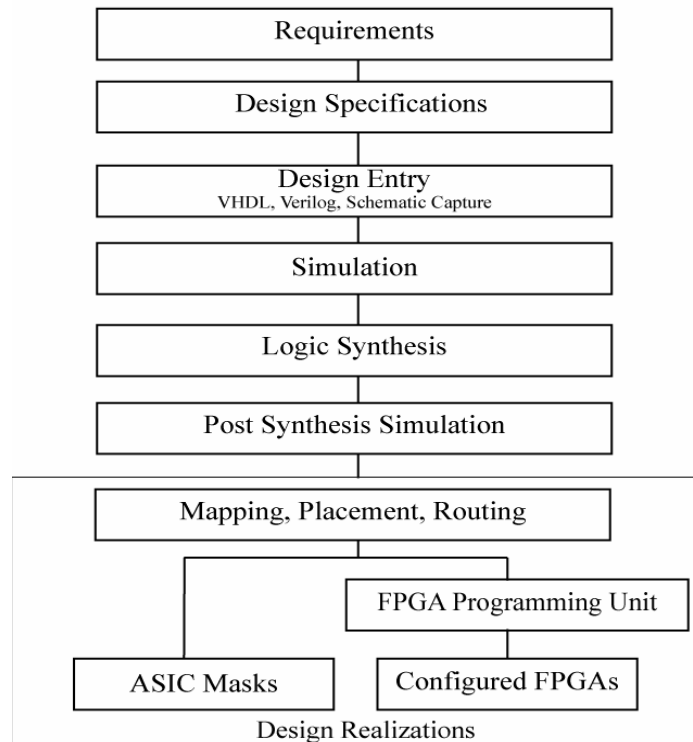 Requirements
Design Specifications
Design Entry
VHDL, Verilog, Schematic Capture
Simulation
Logic Synthesis
Post Synthesis Simulation
Mapping, Placement, Routing
FPGA Programming Unit
ASIC Masks
Configured FPGAs
Design Realizations